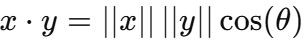 x · y = ||x|| ||y|| cos(θ)